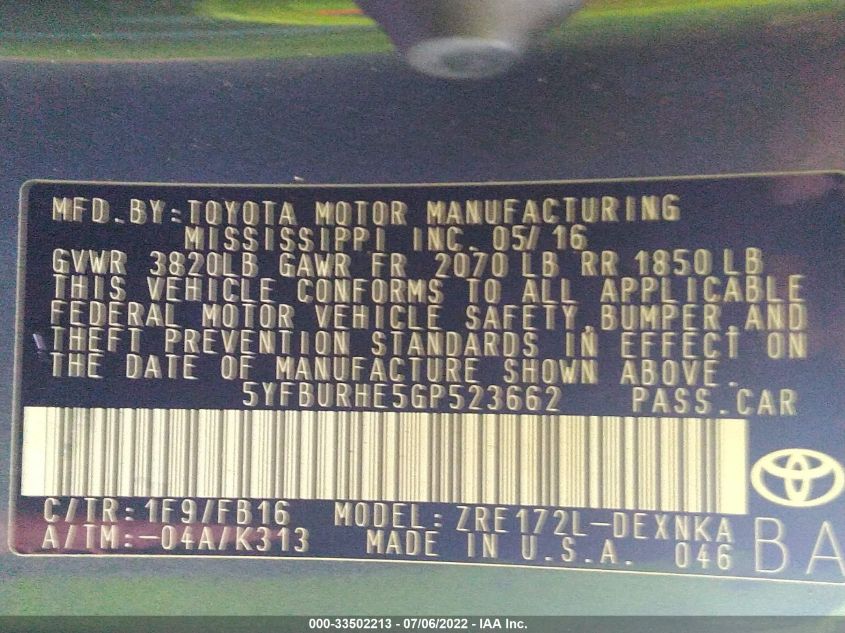 MFD. BY: TOYOTA MOTOR MANUFACTURING
MISSISSIPPI INC. 05/16
GVWR 3820LB GAWR FR 2070 LB RR 1850 LB
THIS VEHICLE CONFORMS TO ALL APPLICABLE
FEDERAL MOTOR VEHICLE SAFETY, BUMPER, AND
THEFT PREVENTION STANDARDS IN EFFECT ON
THE DATE OF MANUFACTURE SHOWN ABOVE.
5YFBURHE5GP523662 PASS. CAR
C/TR: 1F9/FB16 MODEL: ZRE172L-DEXNKA
A/TM: -04A/K313 MADE IN U.S.A. 046 BA
000-33502213 - 07/06/2022 - IAA Inc.